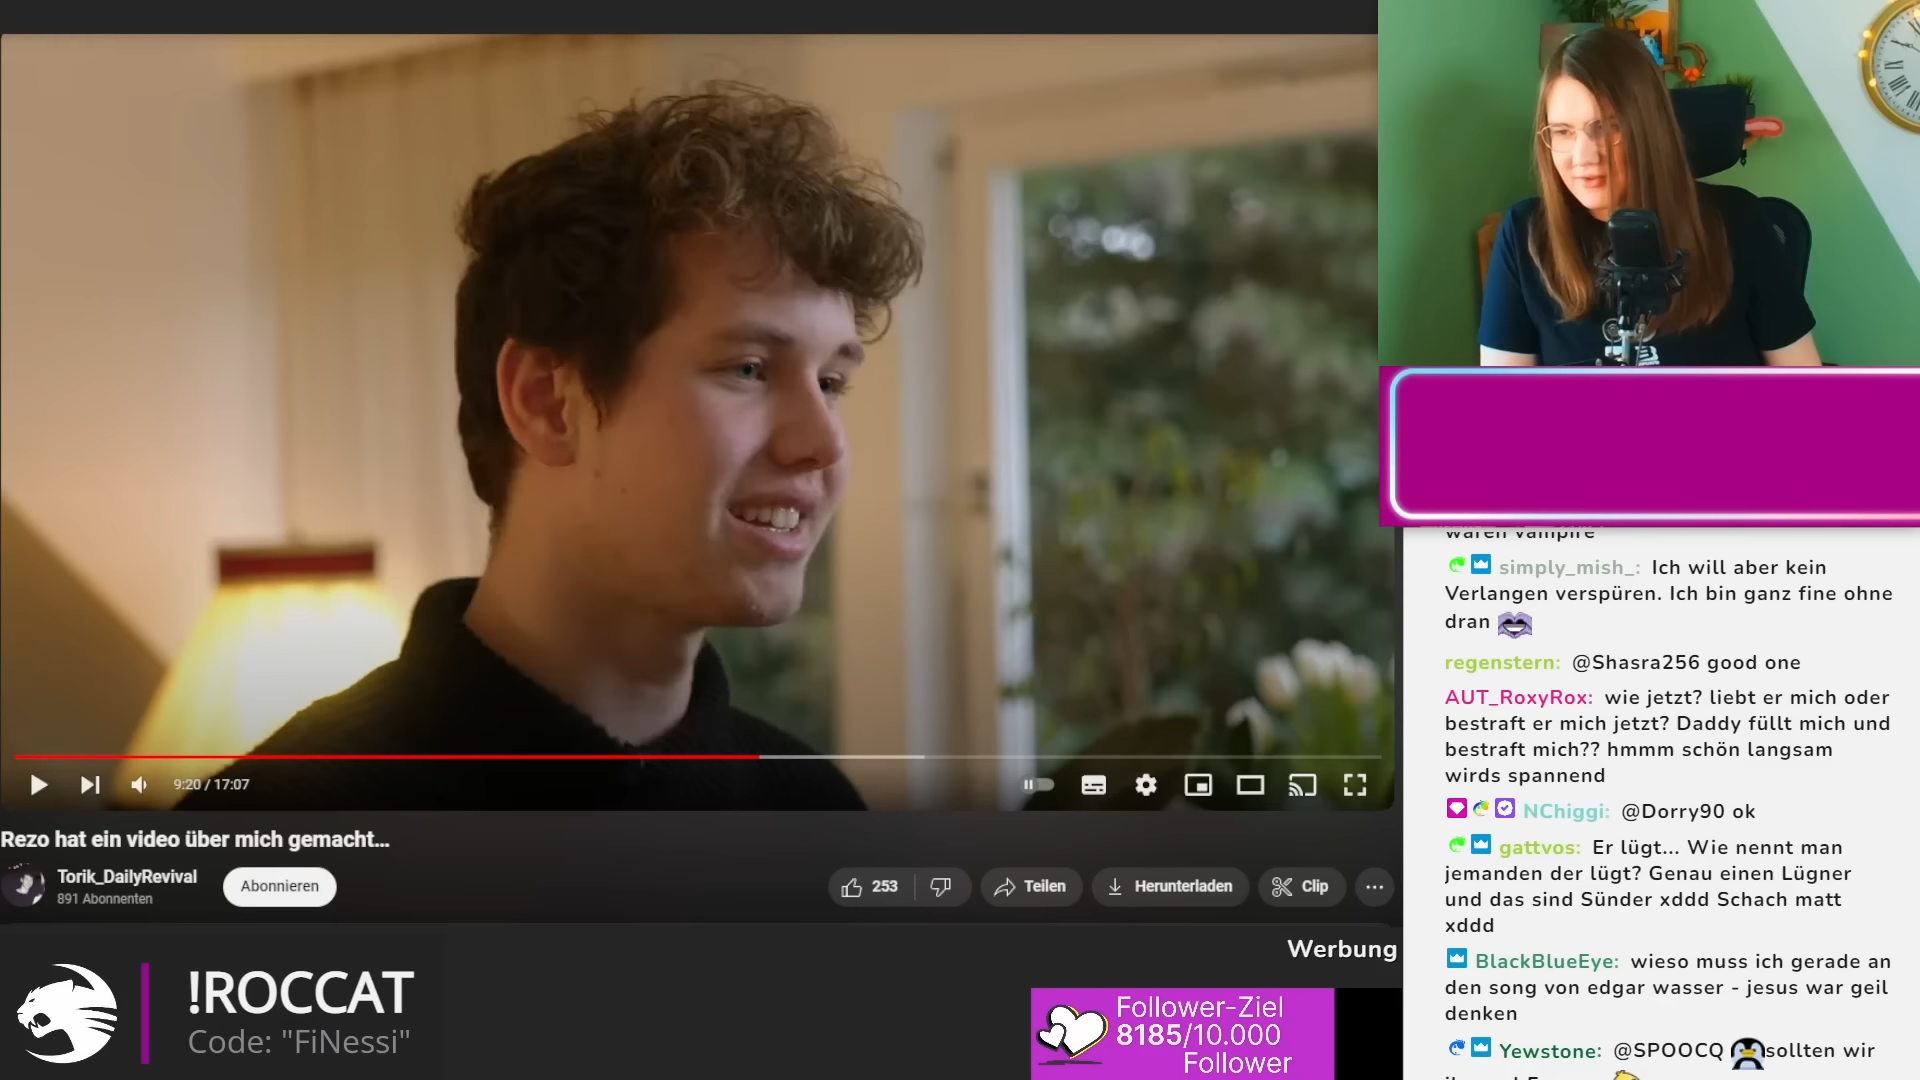 9:20 / 17:07
Rezo hat ein video über mich gemacht...
Torik_DailyRevival
891 Abonnenten
Abonnieren
253
Teilen
Herunterladen
Clip
Werbung
!ROCCAT
Code: "FiNessi"
Follower-Ziel
8185/10.000
Follower
waren vampire
simply_mish_: Ich will aber kein
Verlangen verspüren. Ich bin ganz fine ohne
dran
regenstern: @Shasra256 good one
AUT_RoxyRox: wie jetzt? liebt er mich oder
bestraft er mich jetzt? Daddy füllt mich und
bestraft mich?? hmmm schön langsam
wirds spannend
NChiggi: @Dorry90 ok
gattvos: Er lügt... Wie nennt man
jemanden der lügt? Genau einen Lügner
und das sind Sünder xddd Schach matt
xddd
BlackBlueEye: wieso muss ich gerade an
den song von edgar wasser - jesus war geil
denken
Yewstone: @SPOOCQ sollten wir